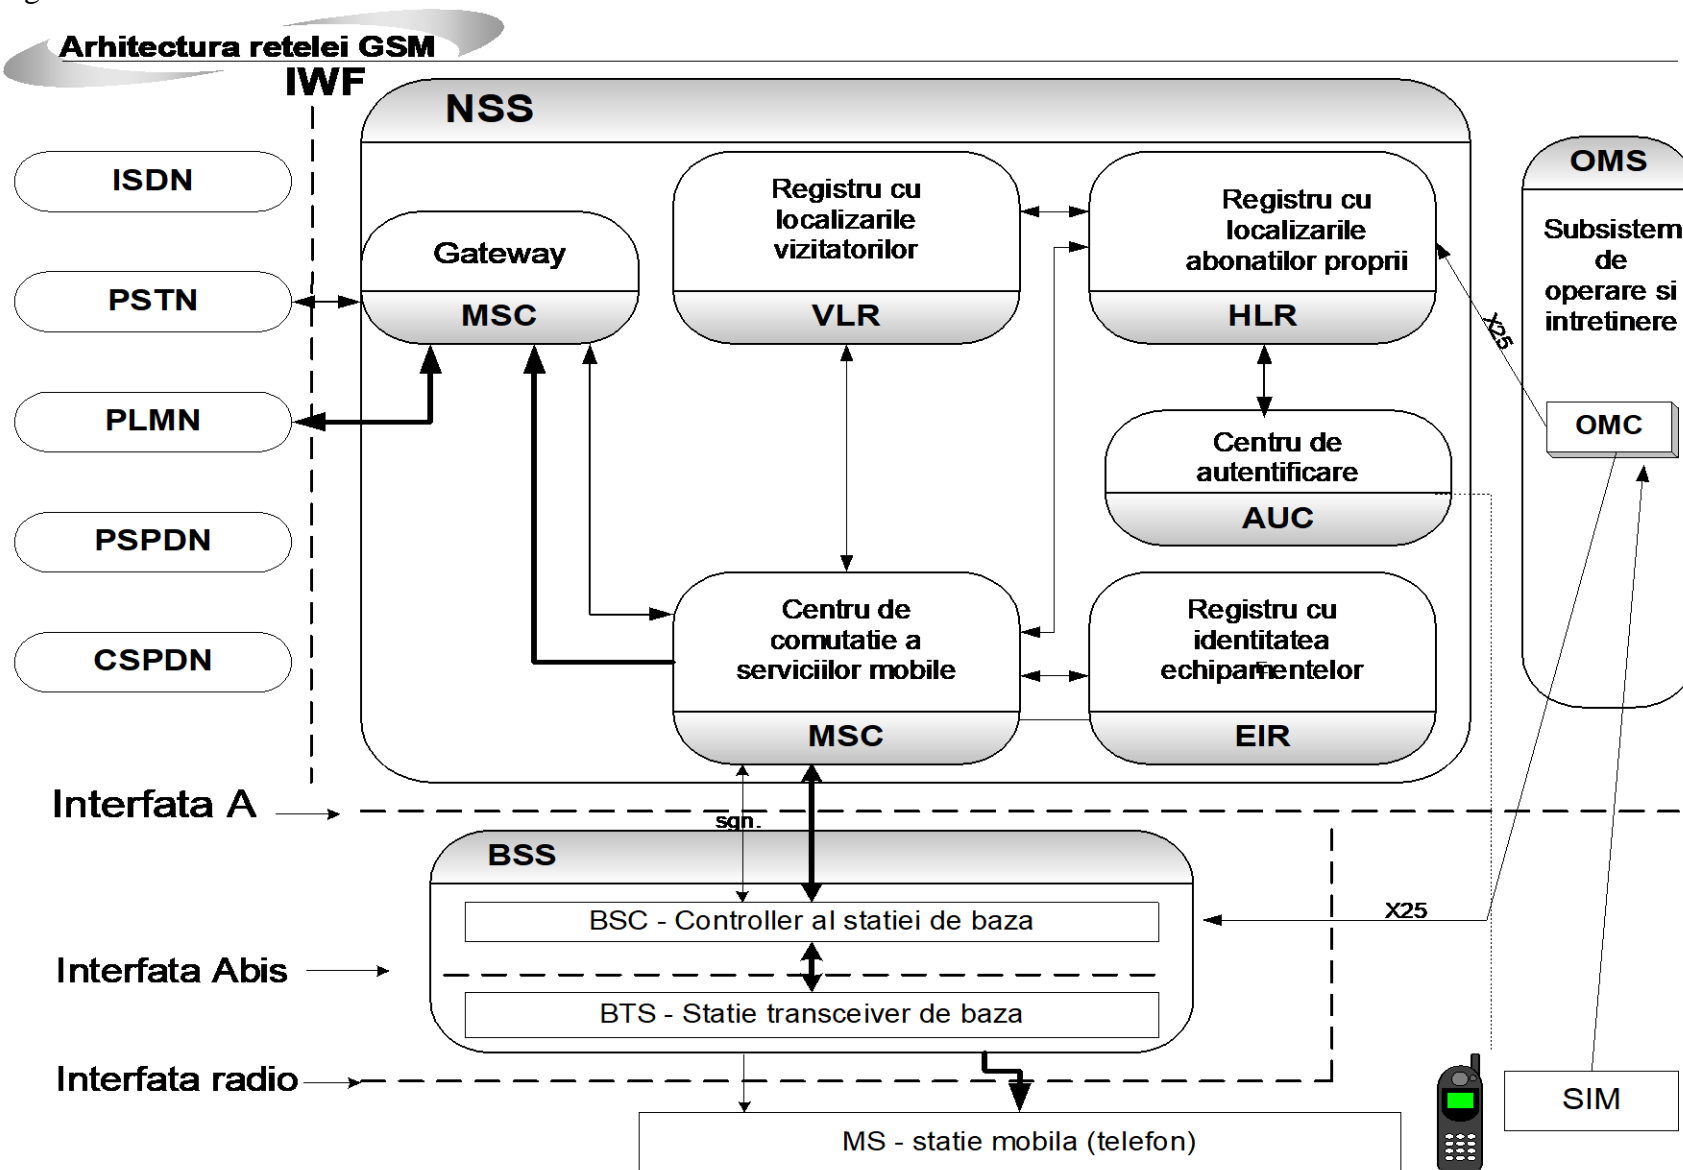 Arhitectura retelei GSM
IWF
NSS
ISDN
PSTN
PLMN
PSPDN
CSPDN
Gateway
MSC
Registru cu
localizarile
vizitatorilor
VLR
Registru cu
localizarile
abonatilor proprii
HLR
OMS
Subsistem
de
operare si
intretinere
X25
OMC
Centru de
autentificare
AUC
Centru de
comutatie a
serviciilor mobile
MSC
Registru cu
identitatea
echipamentelor
EIR
Interfata A
sgn.
BSS
BSC - Controller al statiei de baza
X25
Interfata Abis
BTS - Statie transceiver de baza
Interfata radio
SIM
MS - statie mobila (telefon)